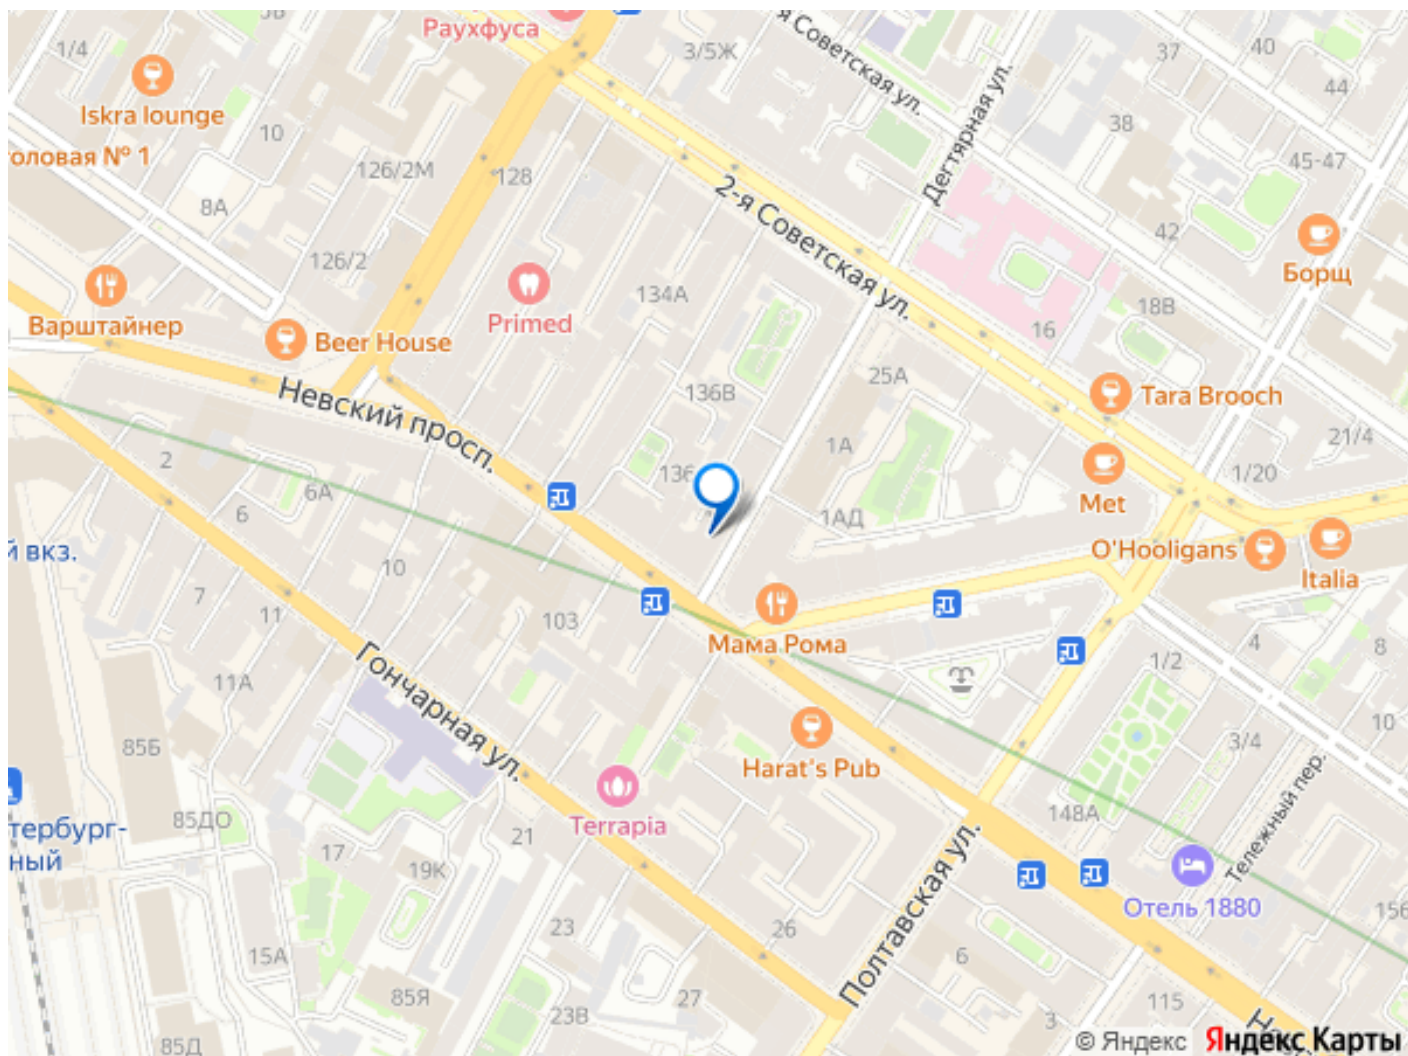 Раухфуса
3/5Ж
-я Советская ул.
37
40
44
1/4
Iskra lounge
10
38
45-47
толовая № 1
126/2М
128
Дегтярная ул.
8А
2-я Советская ул.
42
126/2
134А
Борщ
Варштайнер
Primed
18В
16
Beer House
25А
136В
Tara Brooch
Невский просп.
1А
21/4
2
136
1/20
6А
Met
6
1АД
й вкз.
O'Hooligans
10
Italia
7
11
103
Мама Рома
4
8
Гончарная ул.
1/2
11А
10
85Б
3/4
Harat's Pub
Тележный пер.
тербург-
ный
85ДО
Terrapia
148А
21
17
19К
Полтавская ул.
Отель 1880
156
23
26
15А
6
85Я
27
115
23В
3
85Д
© Яндекс Яндекс Карты